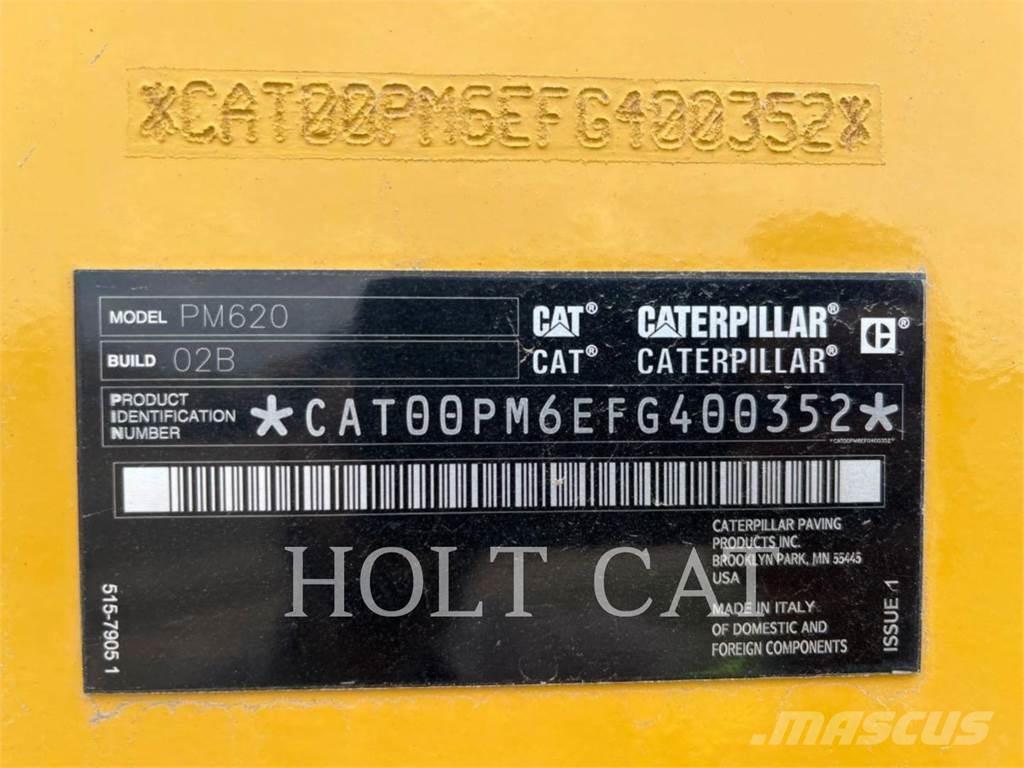 *CAT00PM6EFG400352*
MODEL PM620
BUILD 02B
CAT® CATERPILLAR®
CAT® CATERPILLAR
PRODUCT
IDENTIFICATION
NUMBER
*CAT00PM6EFG400352*
*CAT00PM6EFG400352*
CATERPILLAR PAVING
PRODUCTS INC.
BROOKLYN PARK, MN 55445
USA
MADE IN ITALY
OF DOMESTIC AND
FOREIGN COMPONENTS
515-7905 1
ISSUE 1
HOLT CAT
MASCUS